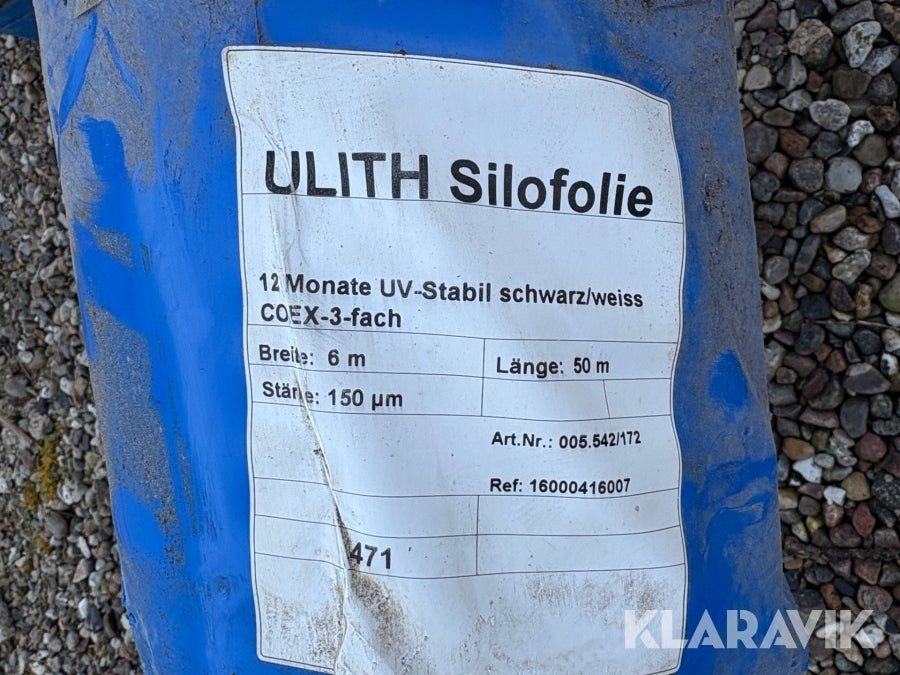 ULITH Silofolie
12 Monate UV-Stabil schwarz/weiss
COEX-3-fach
Breite: 6 m
Länge: 50 m
Stärke: 150 µm
Art.Nr.: 005.542/172
Ref: 16000416007
471
KLARAVIK